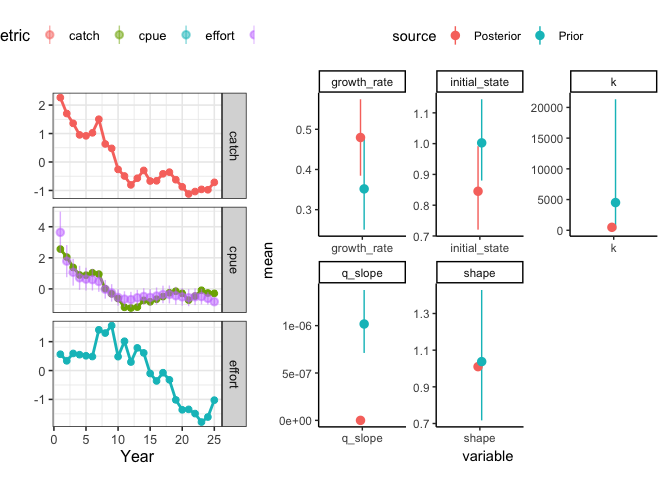 etric catch cpue effort
2
1
0
-1
catch
4
2
0
cpue
1
0
-1
effort
0 5 10 15 20 25
Year
source Posterior Prior
mean
growth_rate
0.5
0.4
0.3
growth_rate
initial_state
1.1
1.0
0.9
0.8
0.7
initial_state
k
20000
15000
10000
5000
0
k
q_slope
1e-06
5e-07
0e+00
q_slope
shape
1.3
1.1
0.9
0.7
shape
variable